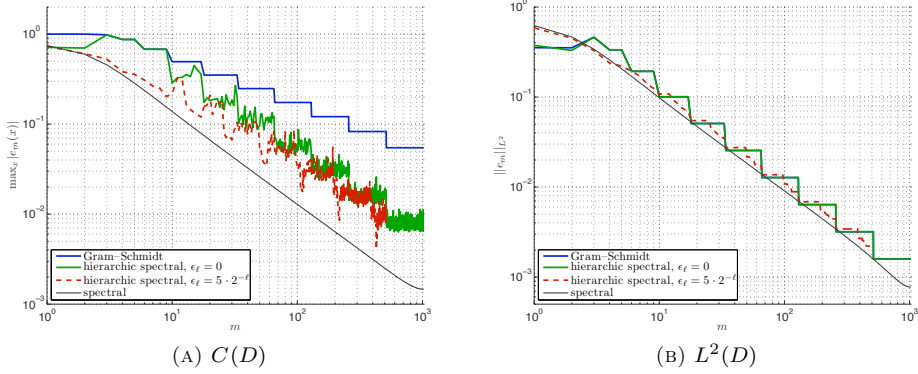 10^0
10^-1
10^-2
10^-3
10^0
10^1
10^2
10^3
max_x |e_m(x)|
m
Gram–Schmidt
hierarchic spectral, ϵ_ℓ = 0
hierarchic spectral, ϵ_ℓ = 5 · 2^-ℓ
spectral
(A) C(D)
10^0
10^-1
10^-2
10^-3
10^0
10^1
10^2
10^3
||e_m||_L^2
m
Gram–Schmidt
hierarchic spectral, ϵ_ℓ = 0
hierarchic spectral, ϵ_ℓ = 5 · 2^-ℓ
spectral
(B) L^2(D)